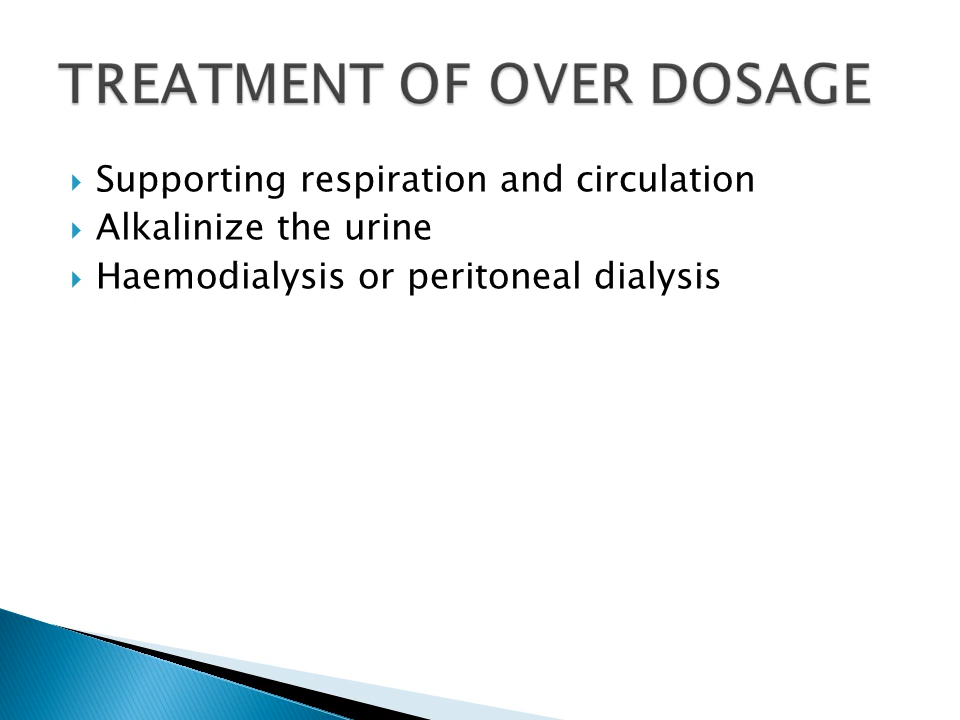 TREATMENT OF OVER DOSAGE
Supporting respiration and circulation
Alkalinize the urine
Haemodialysis or peritoneal dialysis